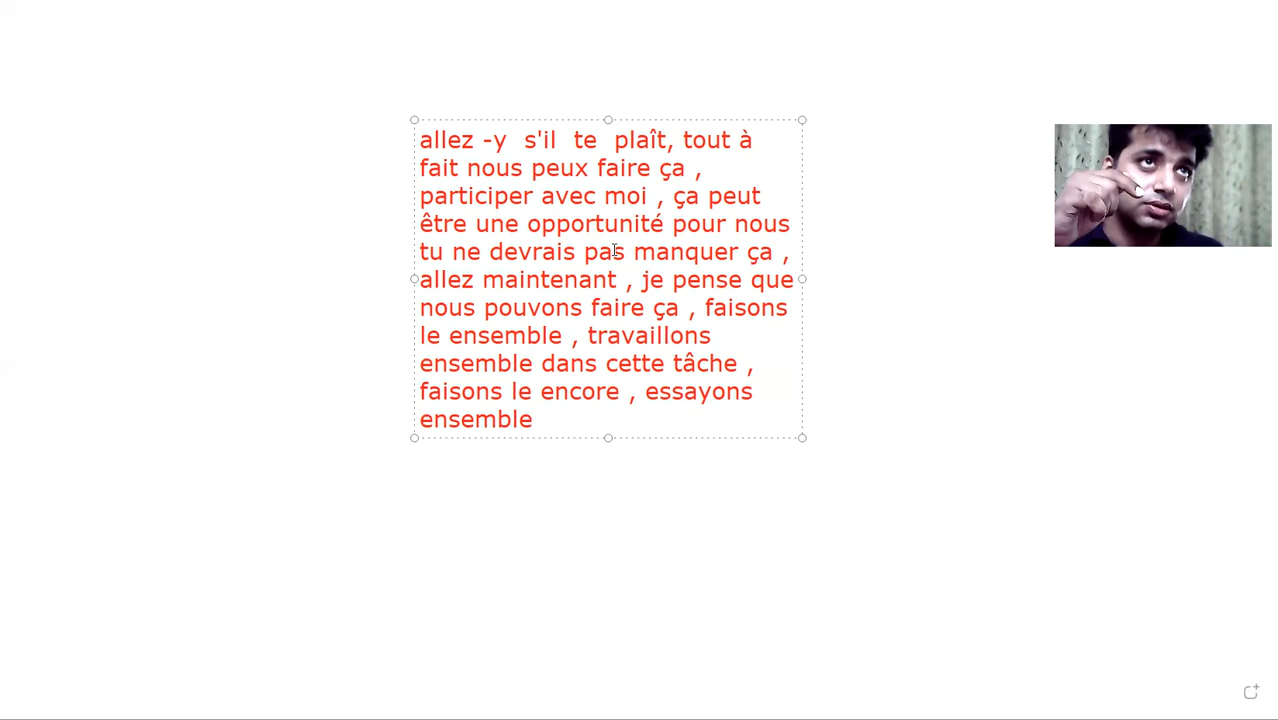 allez -y  s'il  te  plaît, tout à
fait nous peux faire ça ,
participer avec moi , ça peut
être une opportunité pour nous
tu ne devrais pas manquer ça ,
allez maintenant , je pense que
nous pouvons faire ça , faisons
le ensemble , travaillons
ensemble dans cette tâche ,
faisons le encore , essayons
ensemble